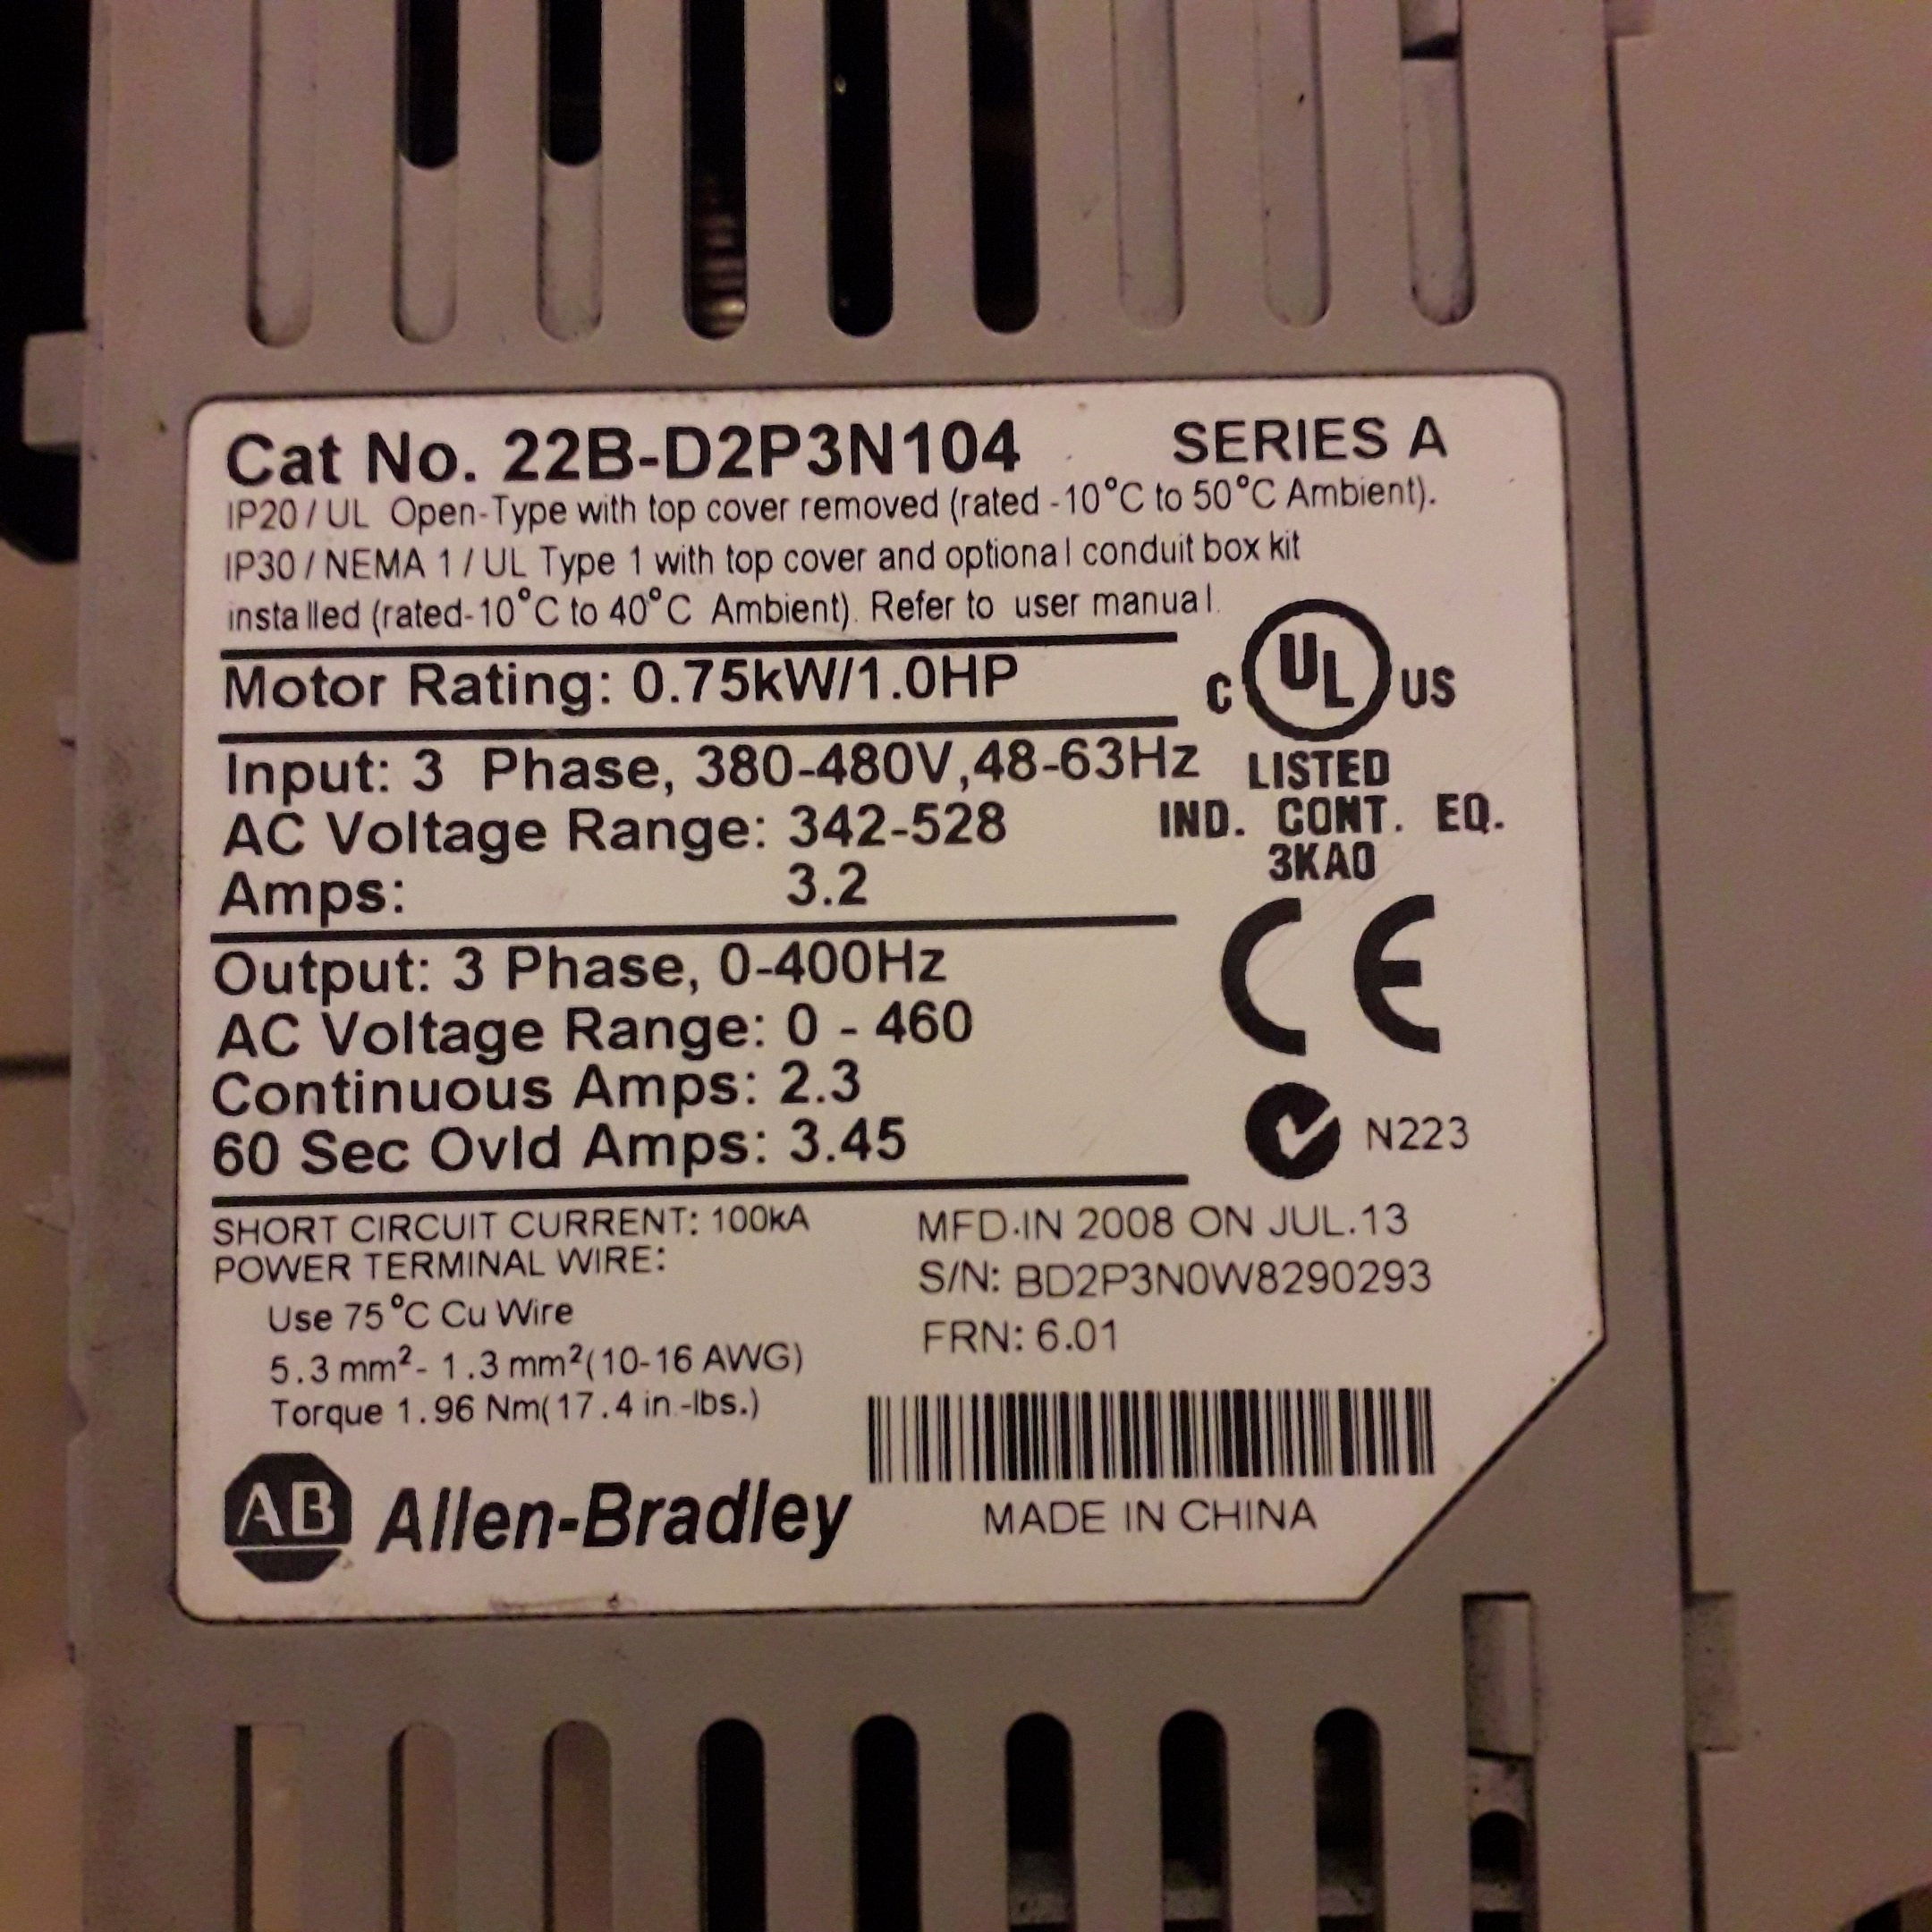 Cat No. 22B-D2P3N104 SERIES A
IP20 / UL Open-Type with top cover removed (rated -10°C to 50°C Ambient).
IP30 / NEMA 1 / UL Type 1 with top cover and optional conduit box kit
installed (rated-10°C to 40°C Ambient). Refer to user manual.
Motor Rating: 0.75kW/1.0HP
C UL US
LISTED
IND. CONT. EQ.
3KA0
Input: 3 Phase, 380-480V,48-63Hz
AC Voltage Range: 342-528
Amps: 3.2
CE
Output: 3 Phase, 0-400Hz
AC Voltage Range: 0 - 460
Continuous Amps: 2.3
60 Sec Ovld Amps: 3.45
N223
SHORT CIRCUIT CURRENT: 100kA
POWER TERMINAL WIRE:
Use 75°C Cu Wire
5.3 mm²- 1.3 mm²(10-16 AWG)
Torque 1.96 Nm(17.4 in.-lbs.)
MFD.IN 2008 ON JUL.13
S/N: BD2P3N0W8290293
FRN: 6.01
AB Allen-Bradley
MADE IN CHINA